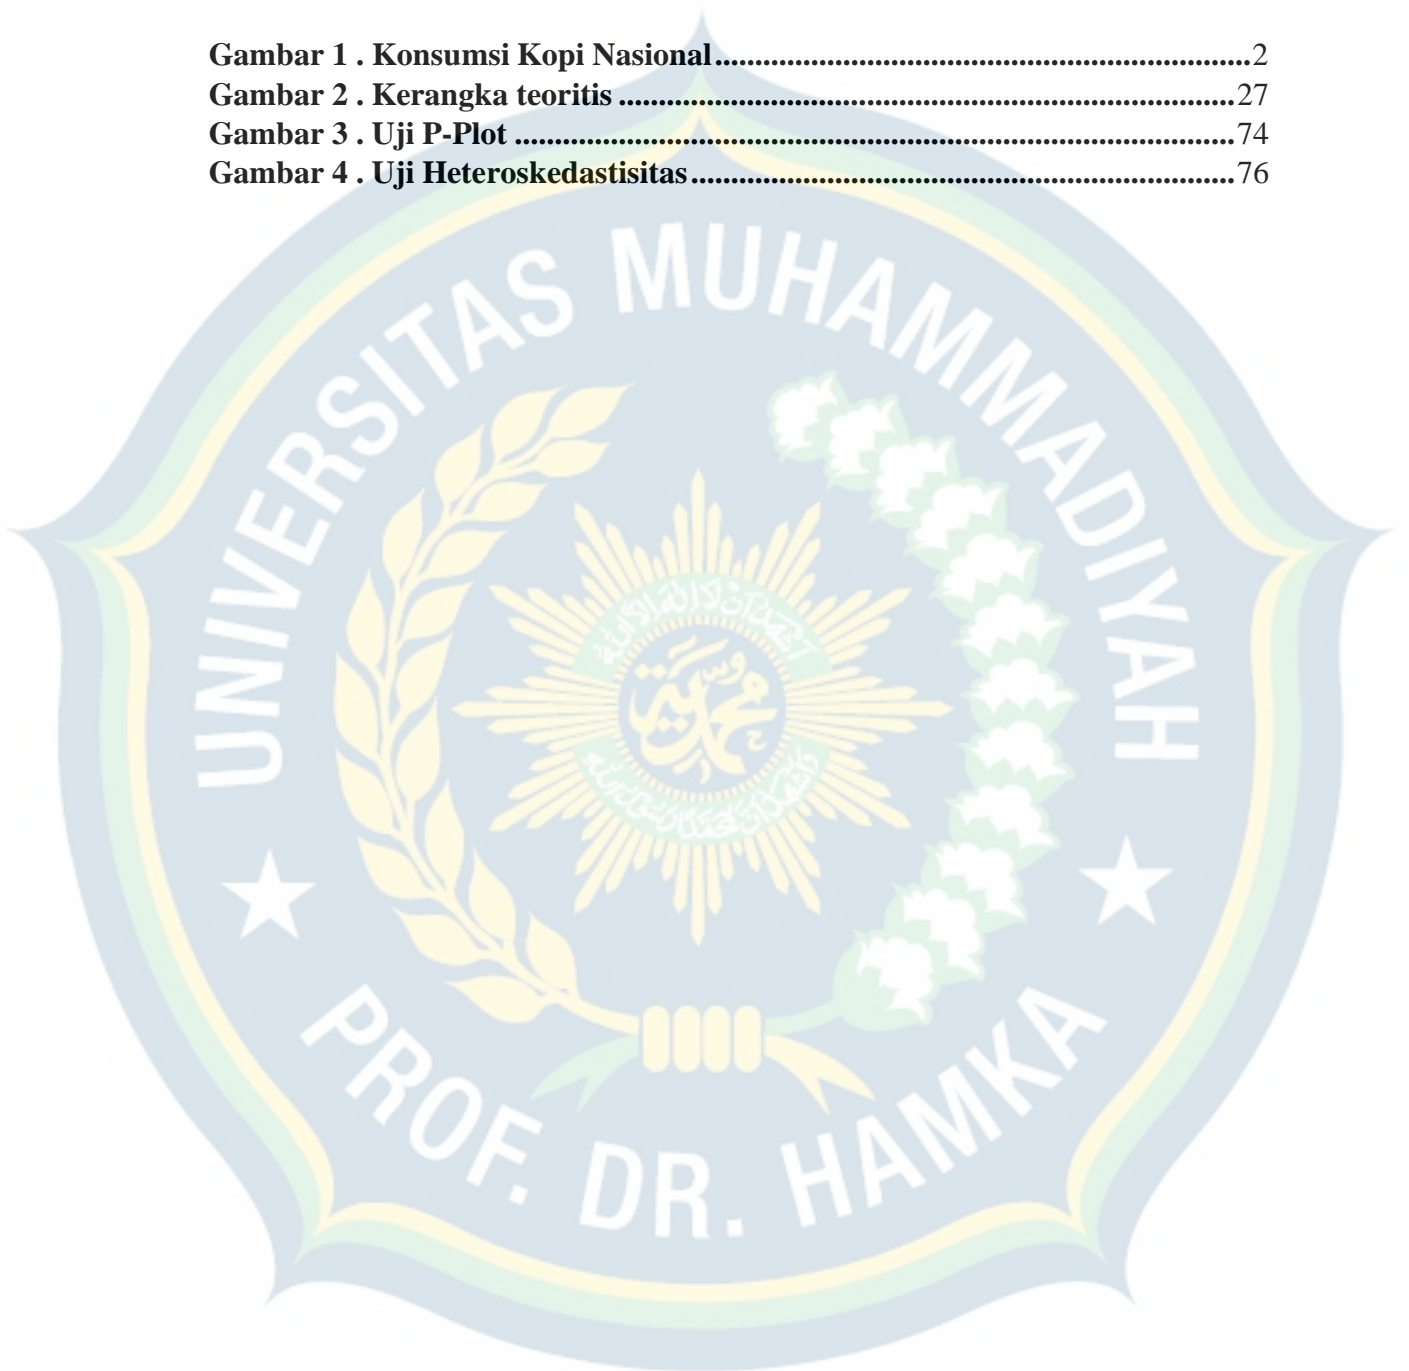 Gambar 1 . Konsumsi Kopi Nasional...................................................................2
Gambar 2 . Kerangka teoritis .............................................................................27
Gambar 3 . Uji P-Plot ..........................................................................................74
Gambar 4 . Uji Heteroskedastisitas....................................................................76
UNIVERSITAS MUHAMMADIYAH
محمدية
PROF. DR. HAMKA